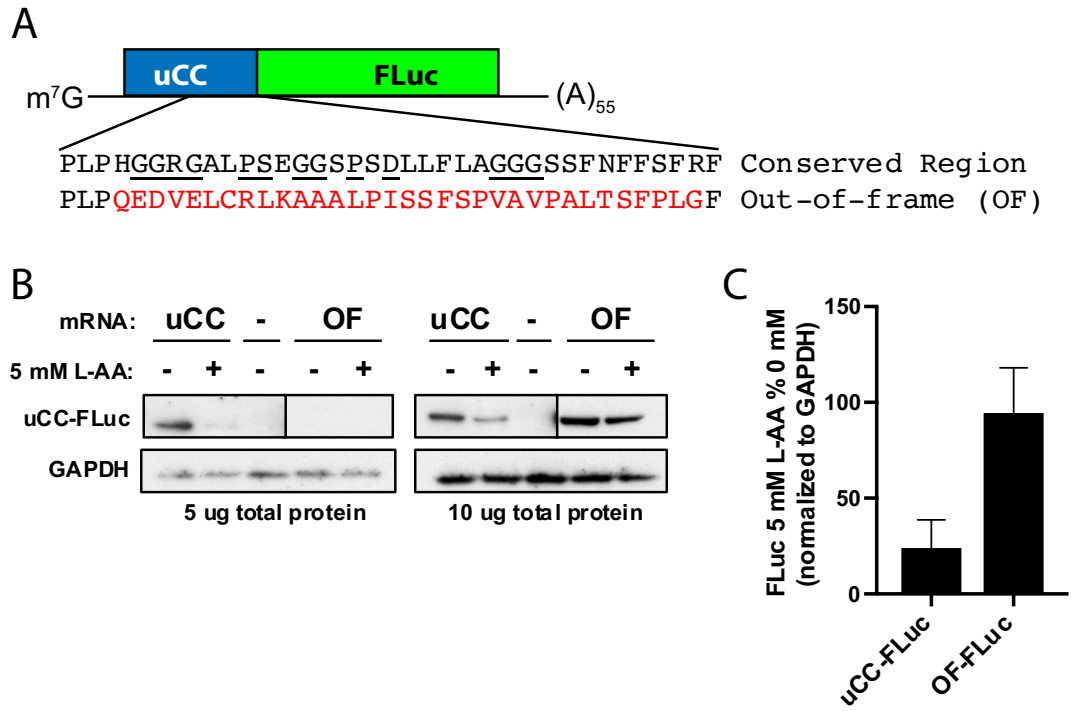 A
uCC FLuc
m7G (A)55
PLPHGGRGALPSEGGSPSDLLFLAGGGSSFNFFSFRF Conserved Region
PLPQEDVELCRLKAAALPISSFSPVAVPALTSFPLGF Out-of-frame (OF)
B
mRNA: uCC - OF uCC - OF
5 mM L-AA: - + - - + - + - - +
uCC-FLuc
GAPDH
5 ug total protein 10 ug total protein
C
FLuc 5 mM L-AA % 0 mM
(normalized to GAPDH)
150
100
50
0
uCC-FLuc
OF-FLuc